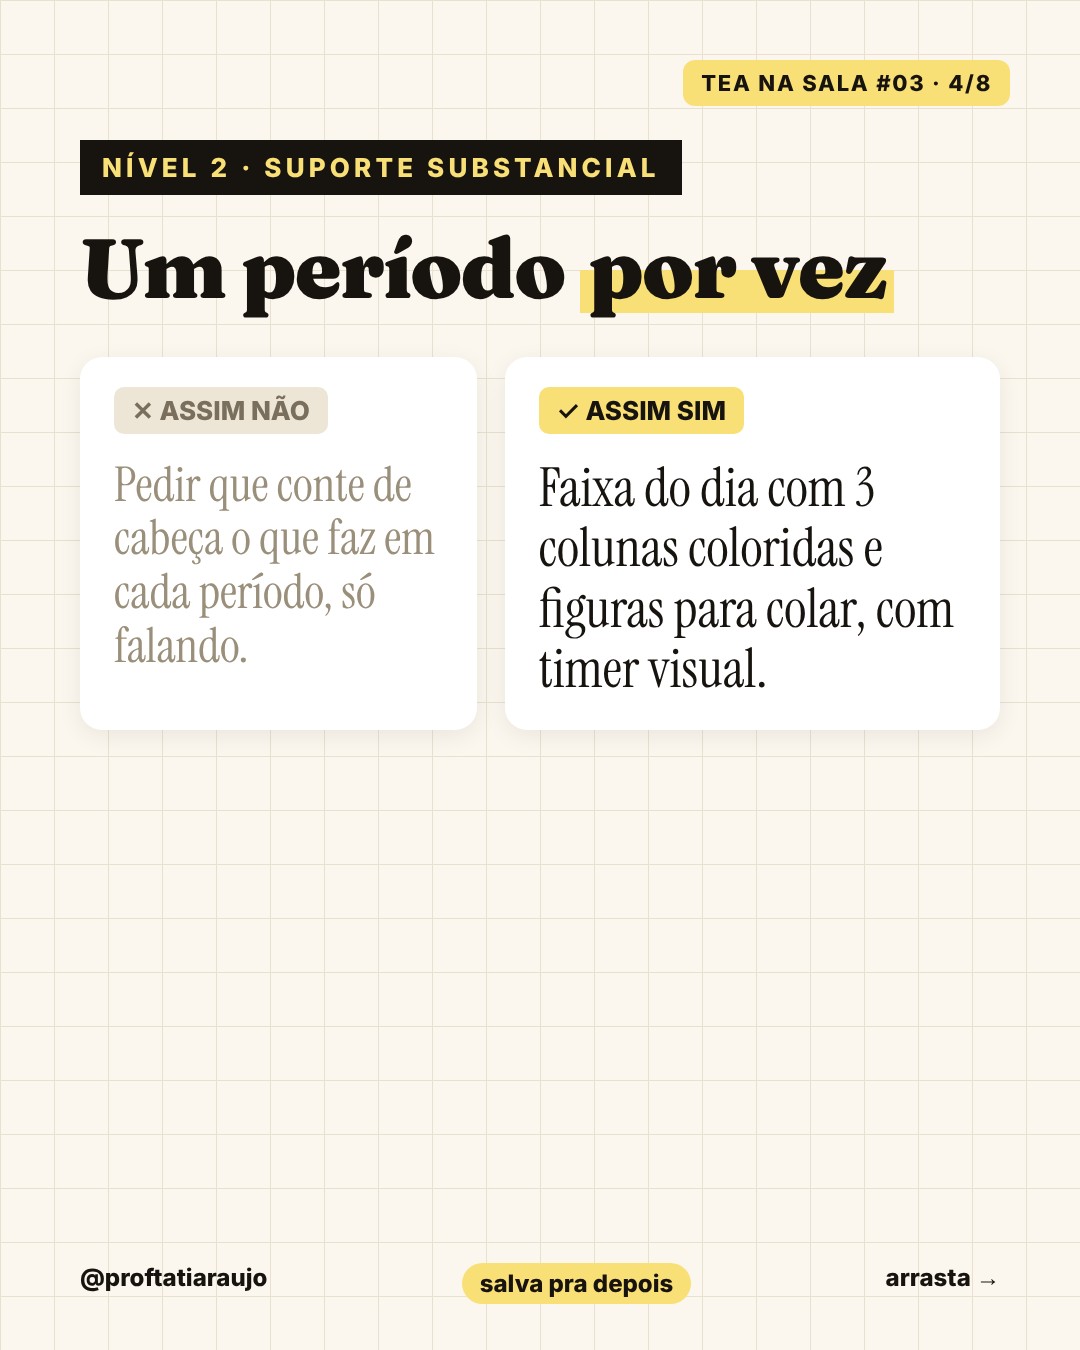 TEA NA SALA #03 · 4/8
NÍVEL 2 · SUPORTE SUBSTANCIAL
Um período por vez
✕ ASSIM NÃO
Pedir que conte de
cabeça o que faz em
cada período, só
falando.
✓ ASSIM SIM
Faixa do dia com 3
colunas coloridas e
figuras para colar, com
timer visual.
@proftatiaraujo
salva pra depois
arrasta →